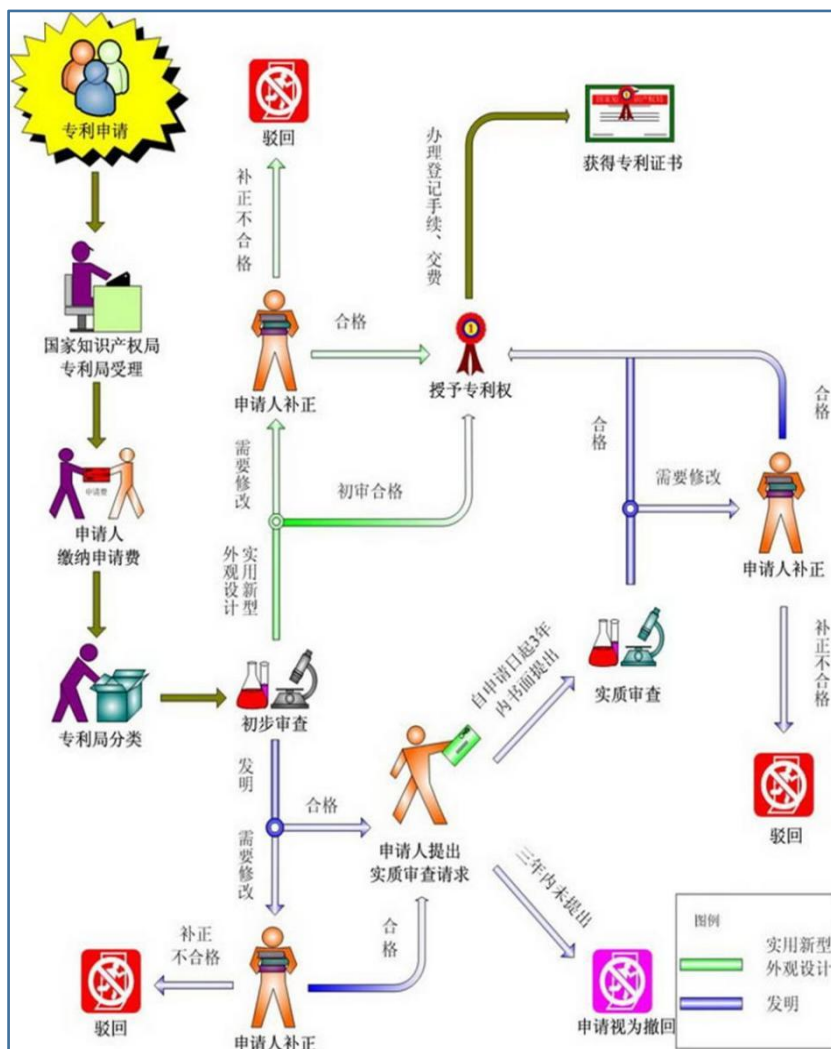 专利申请
国家知识产权局
专利局受理
申请费
申请人
缴纳申请费
专利局分类
初步审查
实用新型
外观设计
需要修改
初审合格
申请人补正
补正不合格
驳回
合格
授予专利权
办理登记手续、交费
获得专利证书
发明
合格
需要修改
申请人补正
补正
不合格
驳回
合格
申请人提出
实质审查请求
自申请日起3年
内书面提出
三年内未提出
申请视为撤回
实质审查
合格
需要修改
申请人补正
合格
补正不合格
驳回
图例
实用新型
外观设计
发明